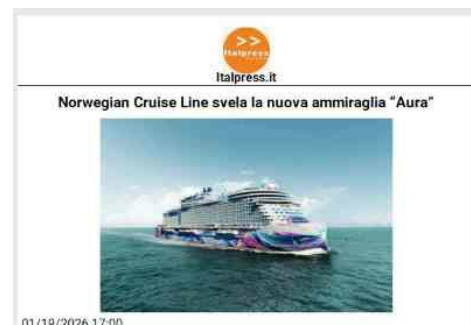 >>
Italpress
Italpress.it
Norwegian Cruise Line svela la nuova ammiraglia “Aura”
01/19/2026 17:00